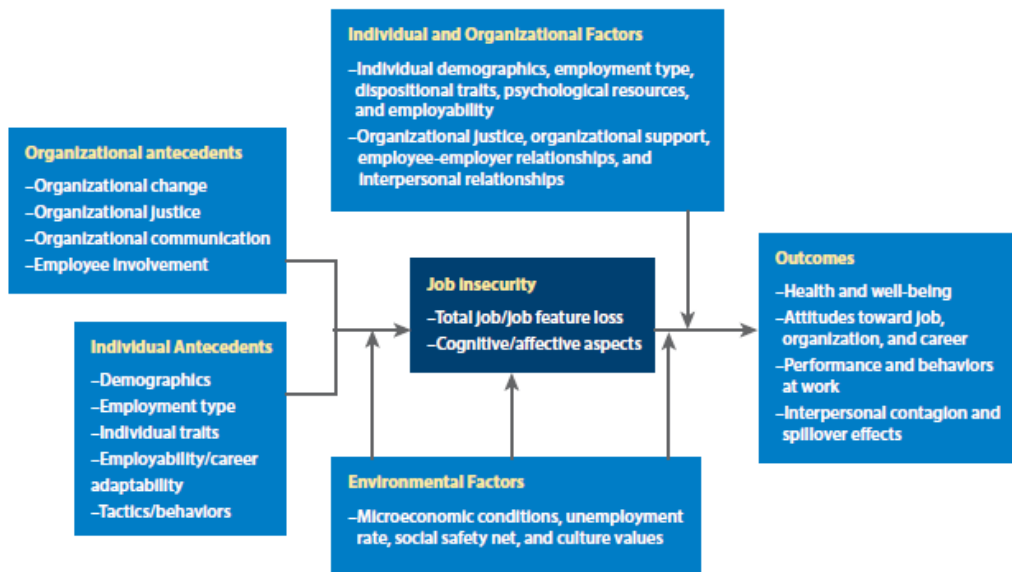 Individual and Organizational Factors
–Individual demographics, employment type,
dispositional traits, psychological resources,
and employability
–Organizational justice, organizational support,
employee-employer relationships, and
interpersonal relationships
Organizational antecedents
–Organizational change
–Organizational justice
–Organizational communication
–Employee involvement
Individual Antecedents
–Demographics
–Employment type
–Individual traits
–Employability/career
adaptability
–Tactics/behaviors
Job Insecurity
–Total job/job feature loss
–Cognitive/affective aspects
Environmental Factors
–Microeconomic conditions, unemployment
rate, social safety net, and culture values
Outcomes
–Health and well-being
–Attitudes toward job,
organization, and career
–Performance and behaviors
at work
–Interpersonal contagion and
spillover effects